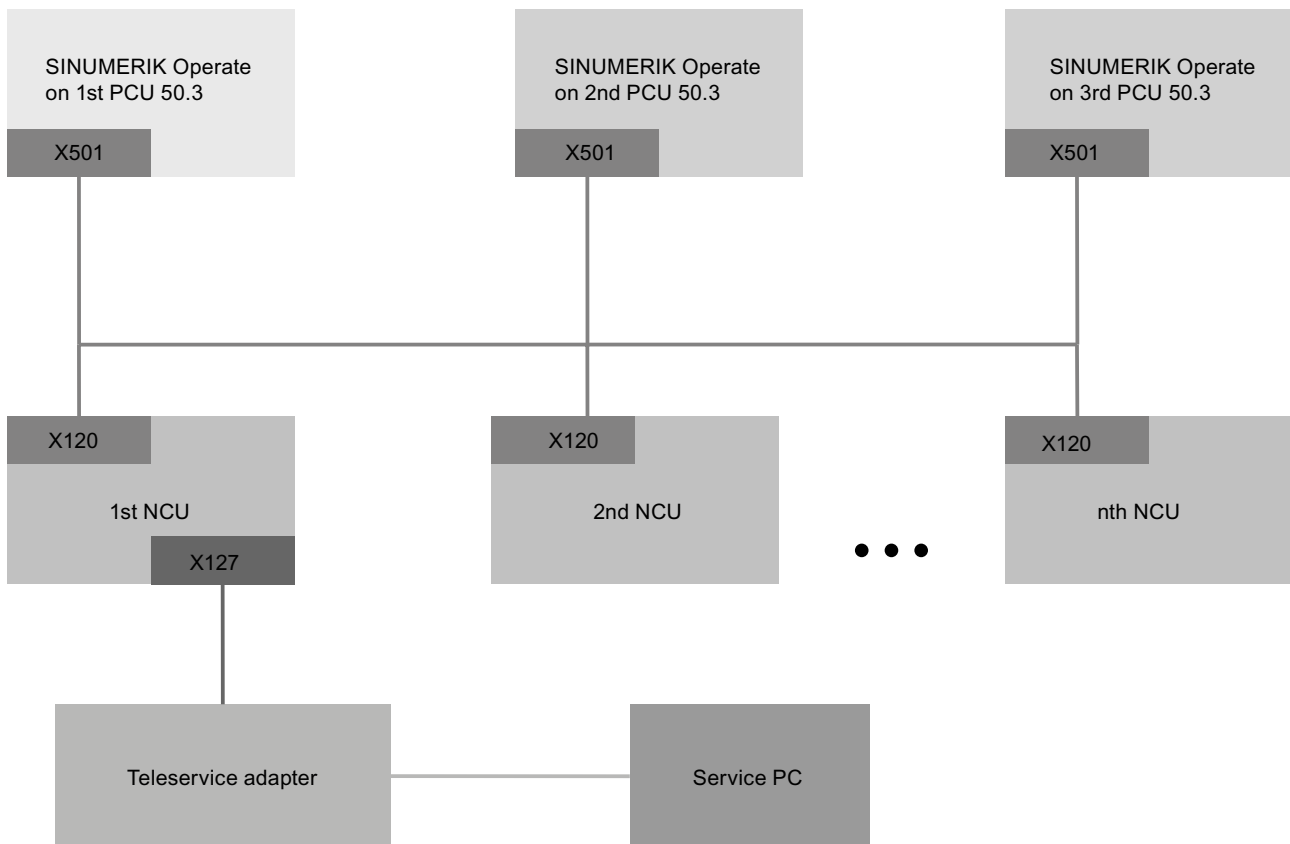 SINUMERIK Operate
on 1st PCU 50.3
X501
SINUMERIK Operate
on 2nd PCU 50.3
X501
SINUMERIK Operate
on 3rd PCU 50.3
X501
X120
1st NCU
X127
X120
2nd NCU
X120
nth NCU
Teleservice adapter
Service PC